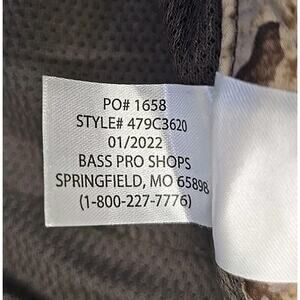 PO# 1658
STYLE# 479C3620
01/2022
BASS PRO SHOPS
SPRINGFIELD, MO 65898
(1-800-227-7776)